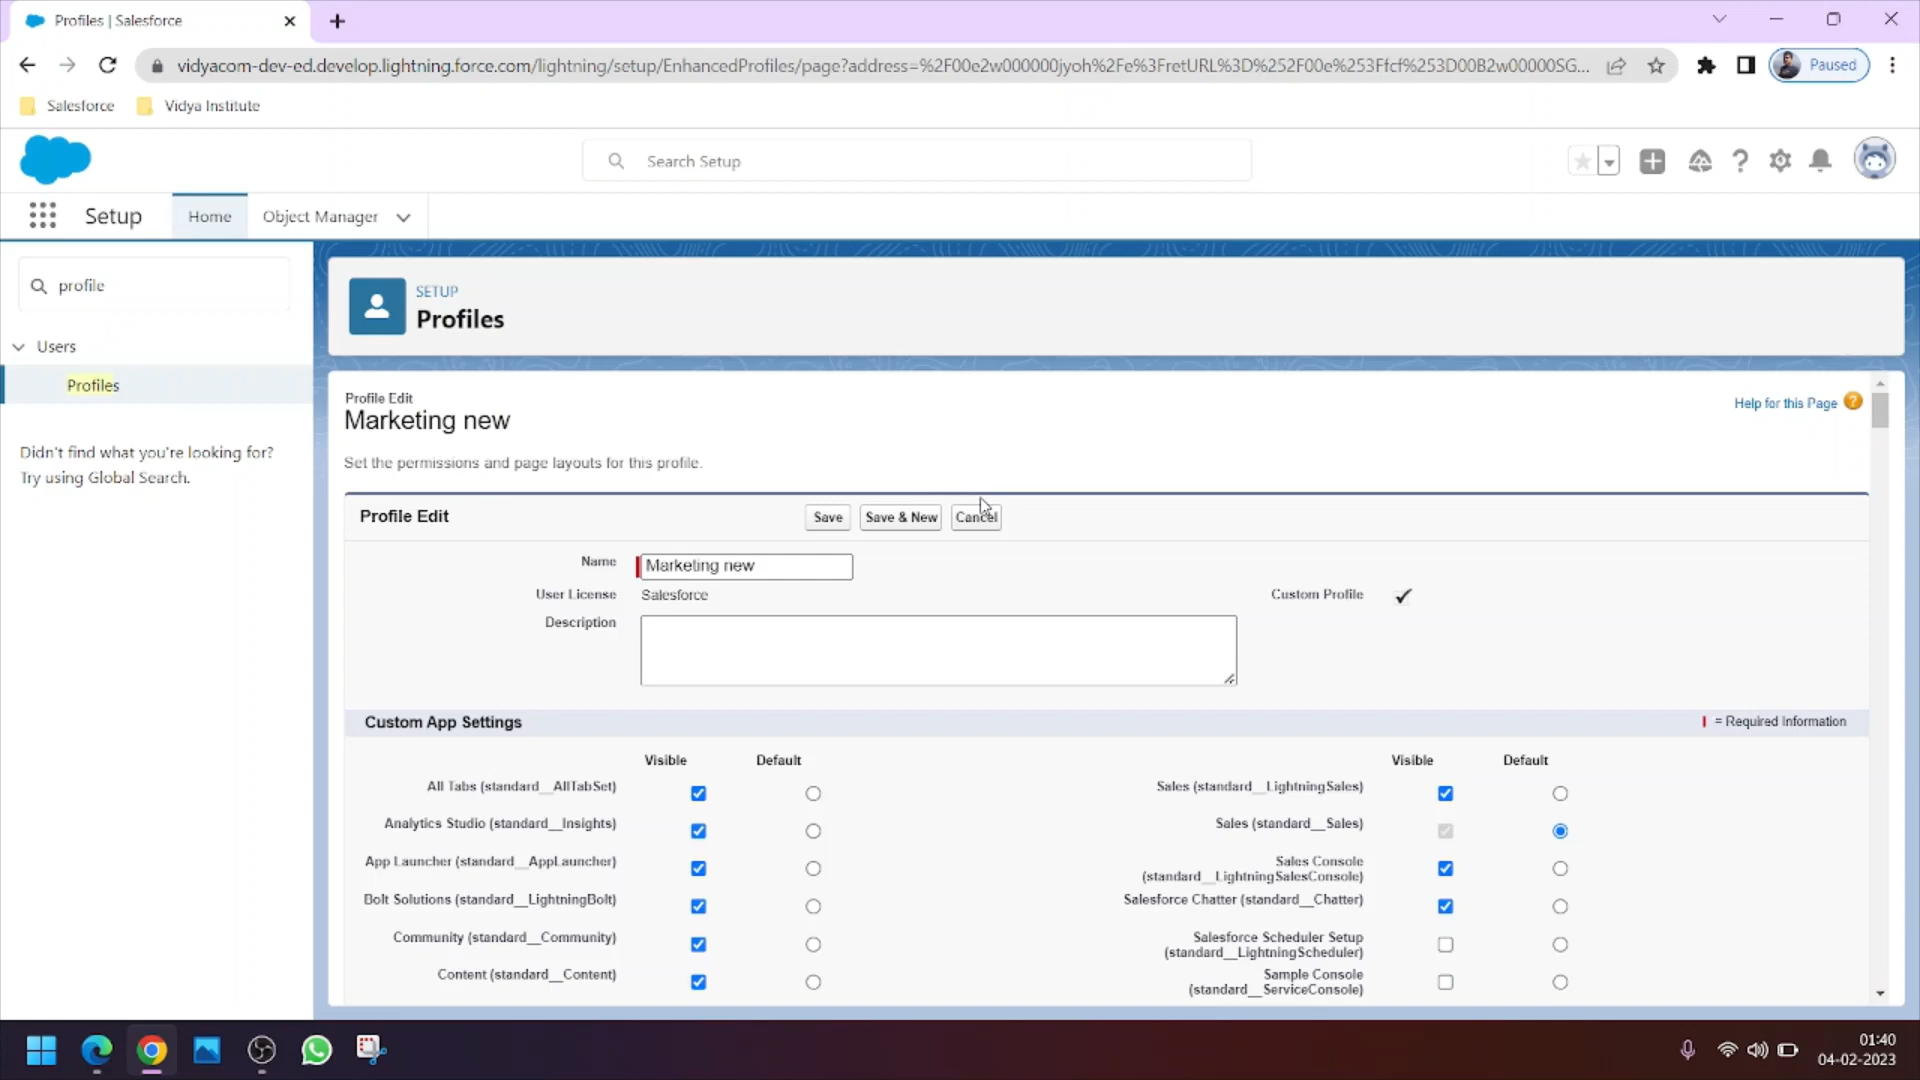 Profiles | Salesforce
vidyacom-dev-ed.develop.lightning.force.com/lightning/setup/EnhancedProfiles/page?address=%2F00e2w000000jyoh%2Fe%3FretURL%3D%252F00e%253Ffcf%253D00B2w00000SG...
Paused
Salesforce
Vidya Institute
Search Setup
Setup
Home
Object Manager
profile
Users
Profiles
Didn't find what you're looking for?
Try using Global Search.
SETUP
Profiles
Profile Edit
Marketing new
Help for this Page
Set the permissions and page layouts for this profile.
Profile Edit
Save
Save & New
Cancel
Name
Marketing new
User License
Salesforce
Custom Profile
Description
Custom App Settings
= Required Information
Visible Default Visible Default
All Tabs (standard__AllTabSet)
Sales (standard__LightningSales)
Analytics Studio (standard__Insights)
Sales (standard__Sales)
App Launcher (standard__AppLauncher)
Sales Console
(standard__LightningSalesConsole)
Bolt Solutions (standard__LightningBolt)
Salesforce Chatter (standard__Chatter)
Community (standard__Community)
Salesforce Scheduler Setup
(standard__LightningScheduler)
Content (standard__Content)
Sample Console
(standard__ServiceConsole)
01:40
04-02-2023